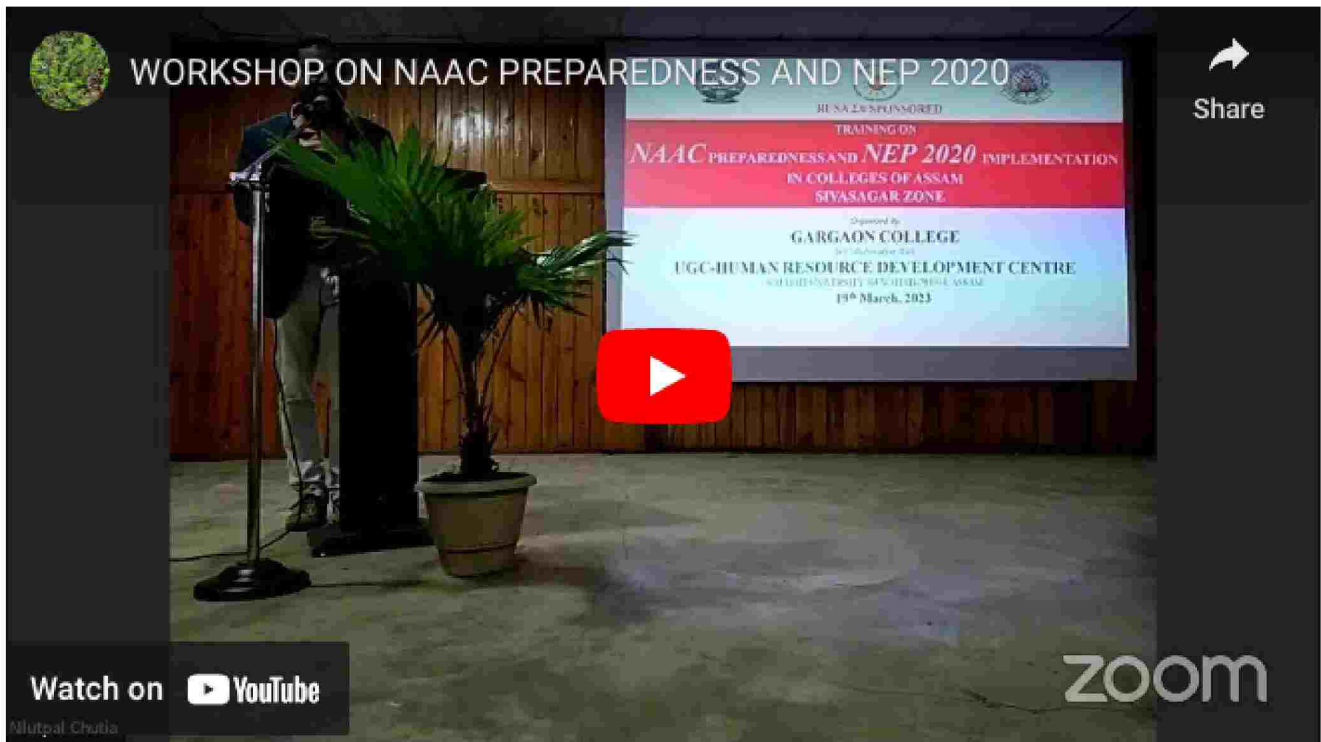 WORKSHOP ON NAAC PREPAREDNESS AND NEP 2020
Share
RUSA 2.0 SPONSORED
TRAINING ON
NAAC PREPAREDNESS AND NEP 2020 IMPLEMENTATION
IN COLLEGES OF ASSAM
SIVASAGAR ZONE
Organized By
GARGAON COLLEGE
UGC-HUMAN RESOURCE DEVELOPMENT CENTRE
19th March, 2023
Watch on YouTube
zoom
Nlutpal Chutia